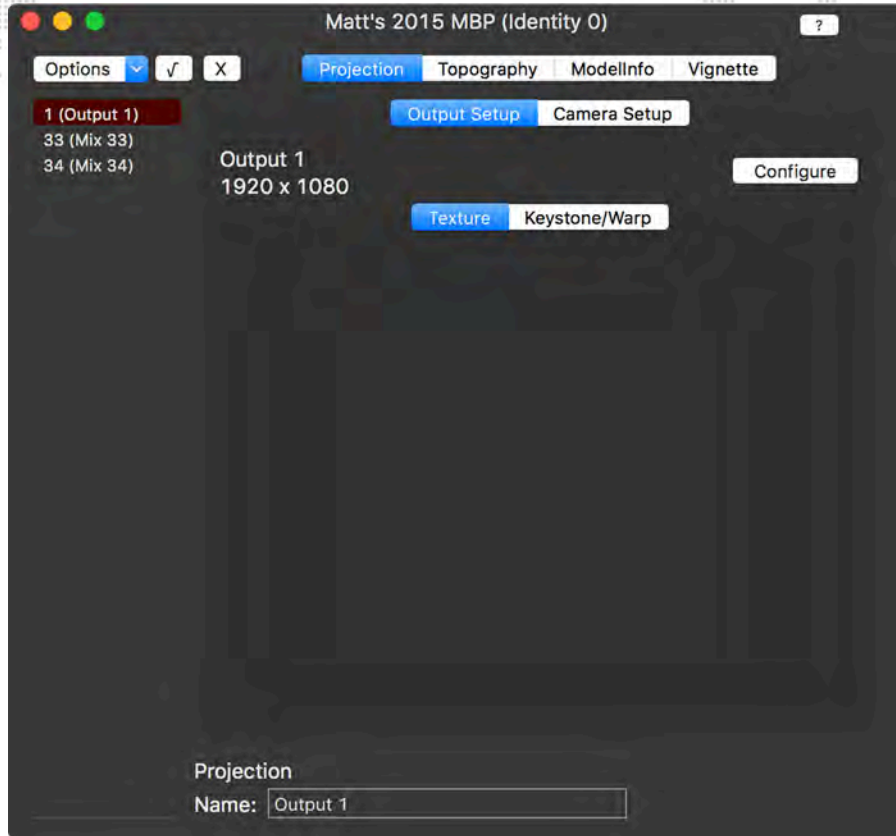 Matt's 2015 MBP (Identity 0)
?
Options √ X Projection Topography ModelInfo Vignette
1 (Output 1)
33 (Mix 33)
34 (Mix 34)
Output Setup Camera Setup
Output 1
1920 x 1080
Configure
Texture Keystone/Warp
Projection
Name: Output 1